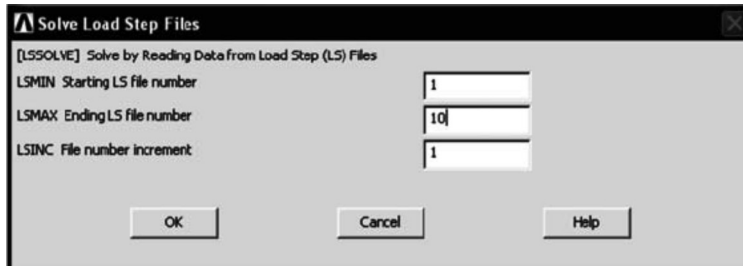 Solve Load Step Files
[LSSOLVE] Solve by Reading Data from Load Step (LS) Files
LSMIN Starting LS file number 1
LSMAX Ending LS file number 10
LSINC File number increment 1
OK Cancel Help